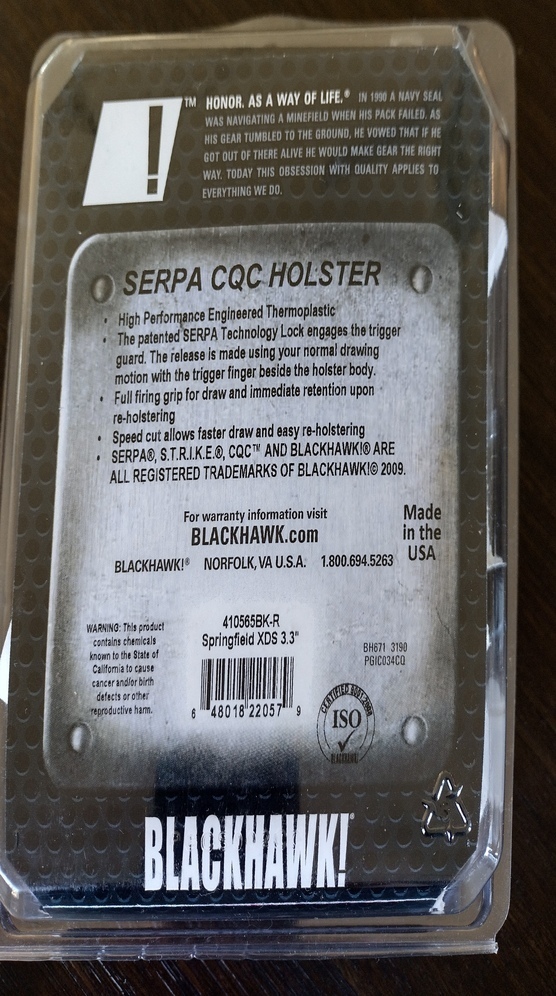 ! ™ HONOR. AS A WAY OF LIFE.® IN 1990 A NAVY SEAL
WAS NAVIGATING A MINEFIELD WHEN HIS PACK FAILED. AS
HIS GEAR TUMBLED TO THE GROUND, HE VOWED THAT IF HE
GOT OUT OF THERE ALIVE HE WOULD MAKE GEAR THE RIGHT
WAY. TODAY THIS OBSESSION WITH QUALITY APPLIES TO
EVERYTHING WE DO.
SERPA CQC HOLSTER
• High Performance Engineered Thermoplastic
• The patented SERPA Technology Lock engages the trigger
guard. The release is made using your normal drawing
motion with the trigger finger beside the holster body.
• Full firing grip for draw and immediate retention upon
re-holstering
• Speed cut allows faster draw and easy re-holstering
• SERPA®, S.T.R.I.K.E.®, CQC™ AND BLACKHAWK!® ARE
ALL REGISTERED TRADEMARKS OF BLACKHAWK!© 2009.
For warranty information visit
BLACKHAWK.com
BLACKHAWK!® NORFOLK, VA U.S.A. 1.800.694.5263
Made
in the
USA
WARNING: This product
contains chemicals
known to the State of
California to cause
cancer and/or birth
defects or other
reproductive harm.
410565BK-R
Springfield XDS 3.3"
6 48018 22057 9
BH671 3190
PGIC034CQ
CERTIFIED 9001:2008
ISO
BLACKHAWK!
BLACKHAWK!®